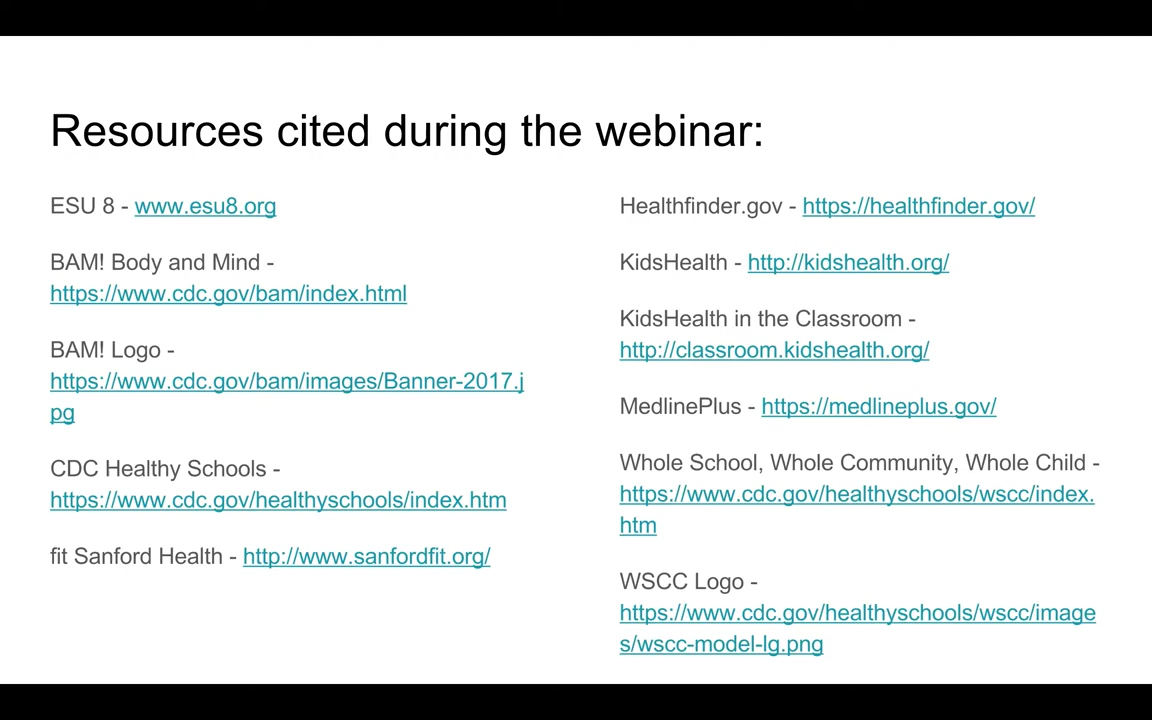 Resources cited during the webinar:
ESU 8 - www.esu8.org
BAM! Body and Mind -
https://www.cdc.gov/bam/index.html
BAM! Logo -
https://www.cdc.gov/bam/images/Banner-2017.j
pg
CDC Healthy Schools -
https://www.cdc.gov/healthyschools/index.htm
fit Sanford Health - http://www.sanfordfit.org/
Healthfinder.gov - https://healthfinder.gov/
KidsHealth - http://kidshealth.org/
KidsHealth in the Classroom -
http://classroom.kidshealth.org/
MedlinePlus - https://medlineplus.gov/
Whole School, Whole Community, Whole Child -
https://www.cdc.gov/healthyschools/wscc/index.
htm
WSCC Logo -
https://www.cdc.gov/healthyschools/wscc/image
s/wscc-model-lg.png